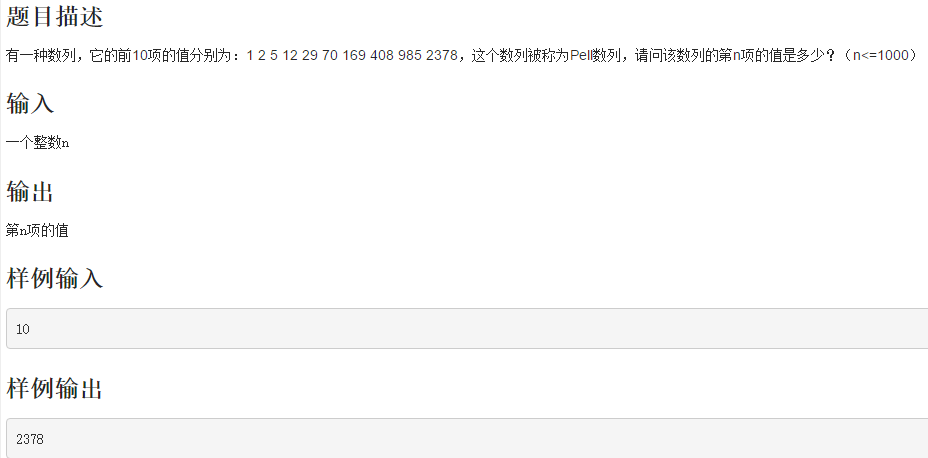 题目描述
有一种数列，它的前10项的值分别为：1 2 5 12 29 70 169 408 985 2378，这个数列被称为Pell数列，请问该数列的第n项的值是多少？（n<=1000）
输入
一个整数n
输出
第n项的值
样例输入
10
样例输出
2378